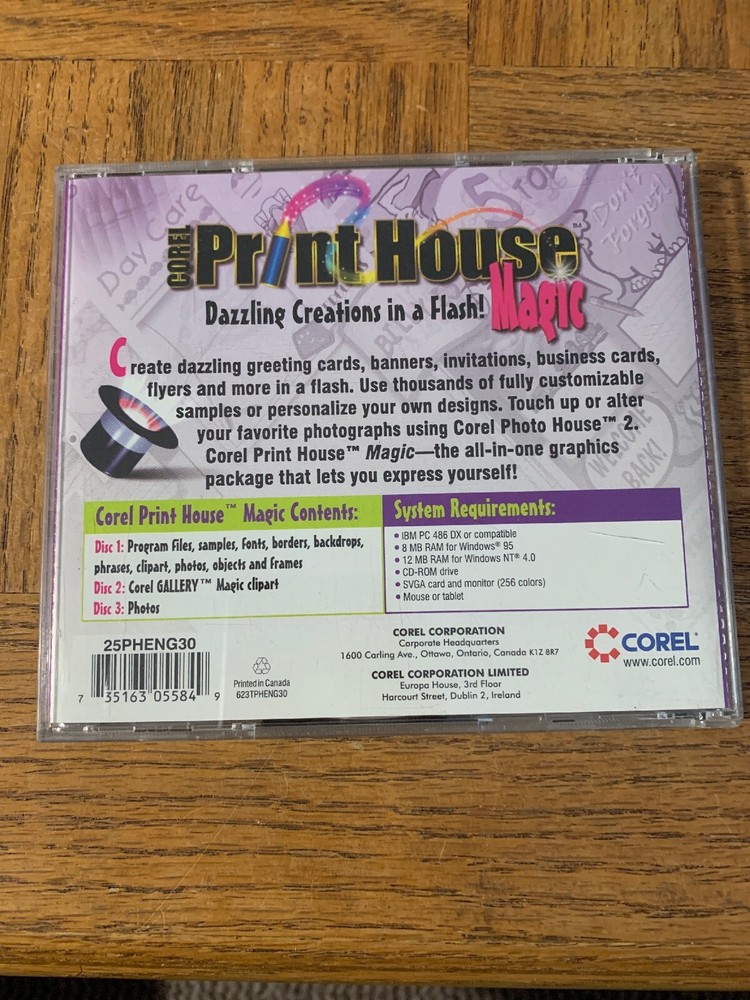 Day Care
STOP
Don't
Forget!
COREL
Print House™
Dazzling Creations in a Flash! Magic
Create dazzling greeting cards, banners, invitations, business cards,
flyers and more in a flash. Use thousands of fully customizable
samples or personalize your own designs. Touch up or alter
your favorite photographs using Corel Photo House™ 2.
Corel Print House™ Magic—the all-in-one graphics
package that lets you express yourself!
WELCOME
BACK!
Corel Print House™ Magic Contents:
Disc 1: Program files, samples, fonts, borders, backdrops,
phrases, clipart, photos, objects and frames
Disc 2: Corel GALLERY™ Magic clipart
Disc 3: Photos
System Requirements:
• IBM PC 486 DX or compatible
• 8 MB RAM for Windows® 95
• 12 MB RAM for Windows NT® 4.0
• CD-ROM drive
• SVGA card and monitor (256 colors)
• Mouse or tablet
25PHENG30
7 35163 05584 9
Printed in Canada
623TPHENG30
COREL CORPORATION
Corporate Headquarters
1600 Carling Ave., Ottawa, Ontario, Canada K1Z 8R7
COREL CORPORATION LIMITED
Europa House, 3rd Floor
Harcourt Street, Dublin 2, Ireland
COREL®
www.corel.com